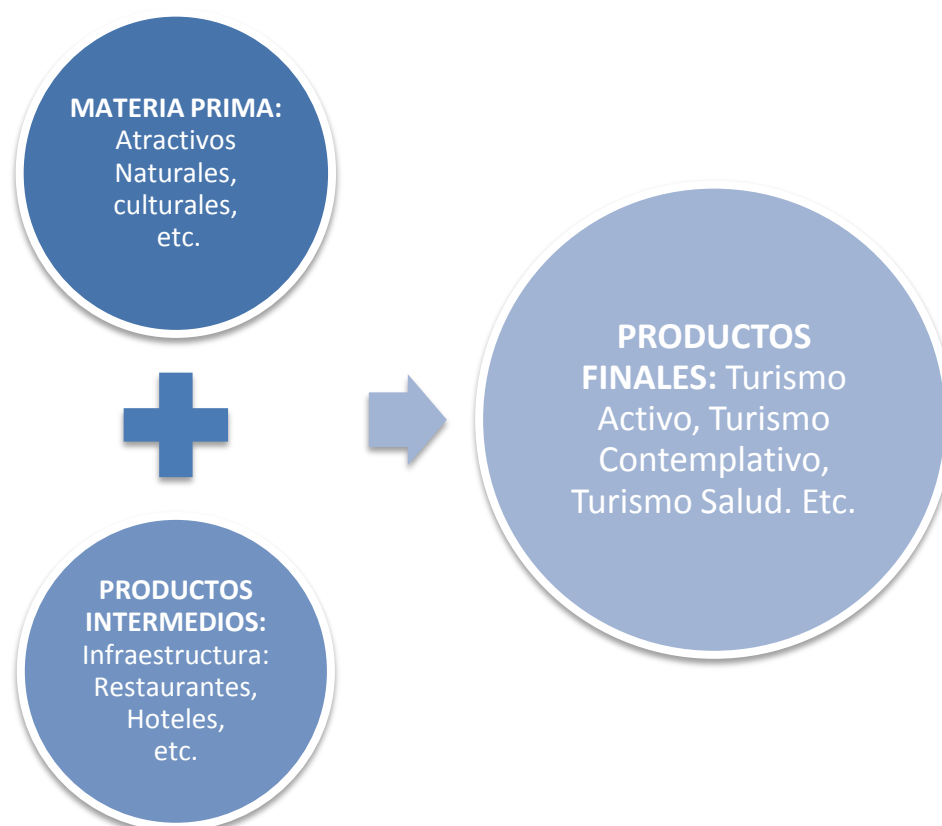 MATERIA PRIMA:
Atractivos
Naturales,
culturales,
etc.
PRODUCTOS
INTERMEDIOS:
Infraestructura:
Restaurantes,
Hoteles,
etc.
PRODUCTOS
FINALES: Turismo
Activo, Turismo
Contemplativo,
Turismo Salud. Etc.